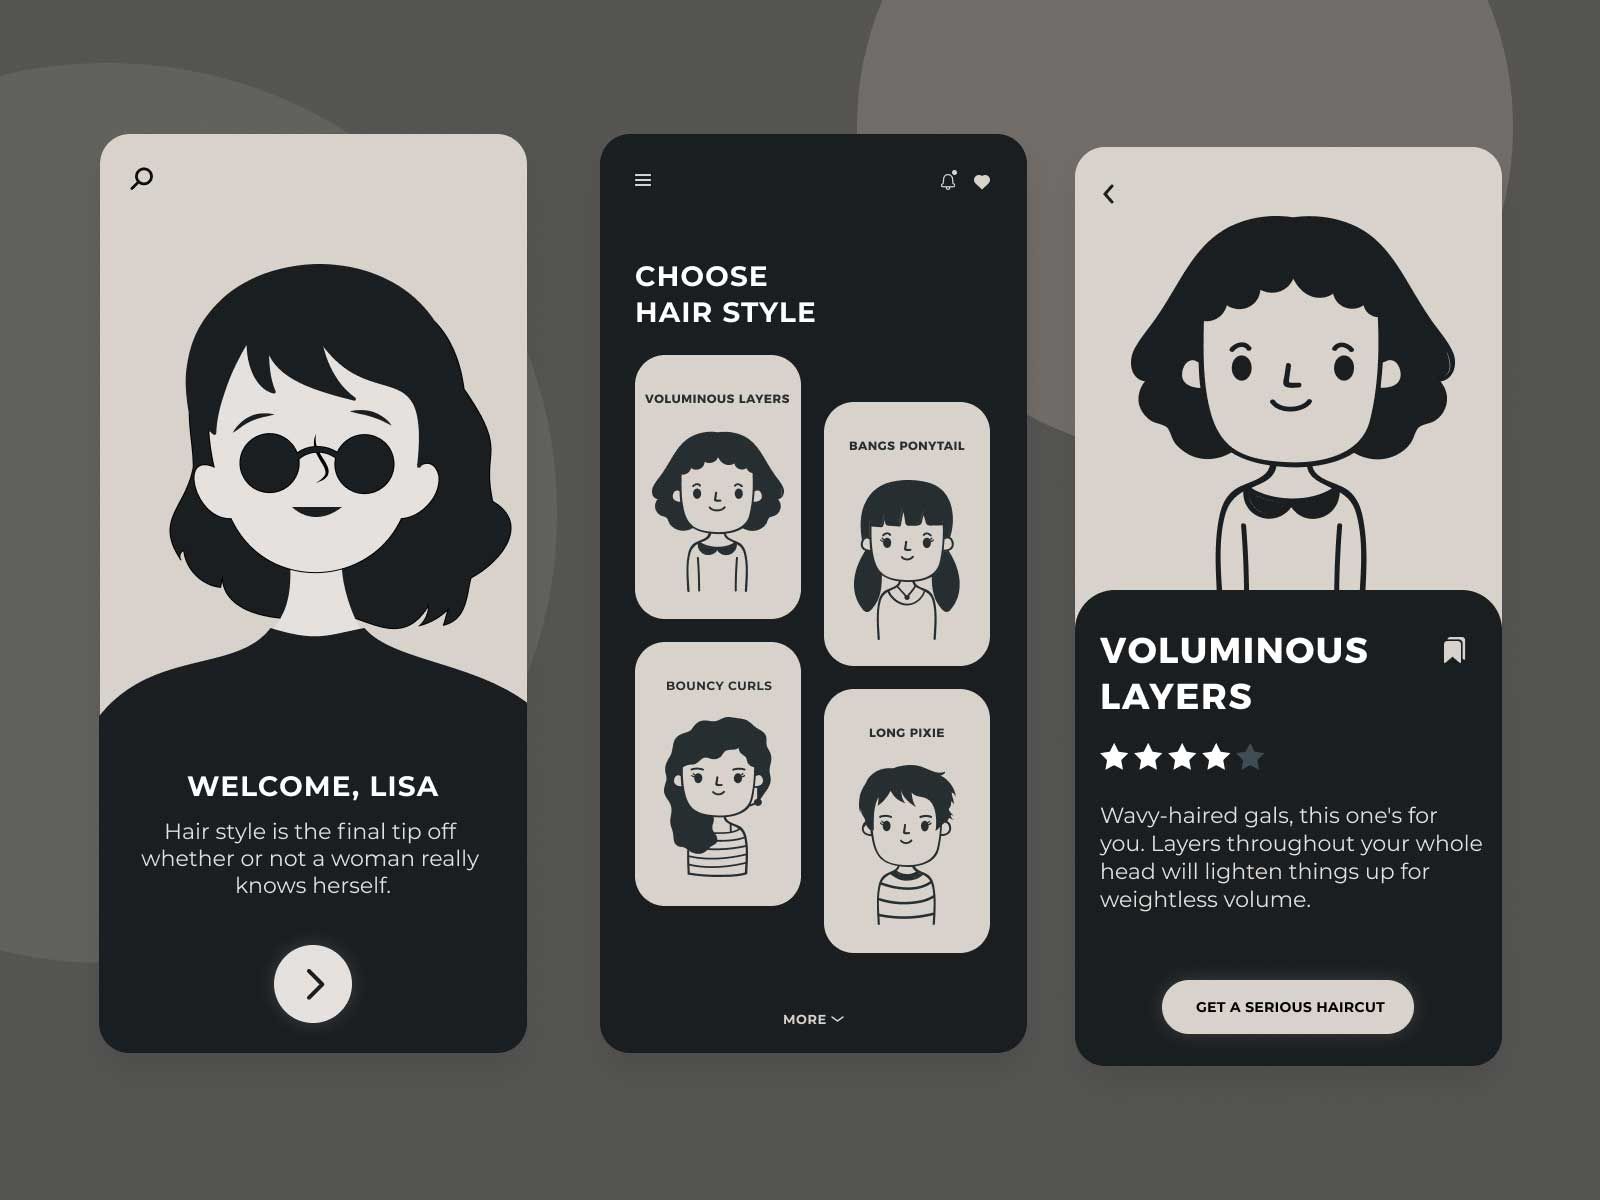 WELCOME, LISA
Hair style is the final tip off
whether or not a woman really
knows herself.
CHOOSE
HAIR STYLE
VOLUMINOUS LAYERS
BANGS PONYTAIL
BOUNCY CURLS
LONG PIXIE
MORE
VOLUMINOUS
LAYERS
Wavy-haired gals, this one's for
you. Layers throughout your whole
head will lighten things up for
weightless volume.
GET A SERIOUS HAIRCUT